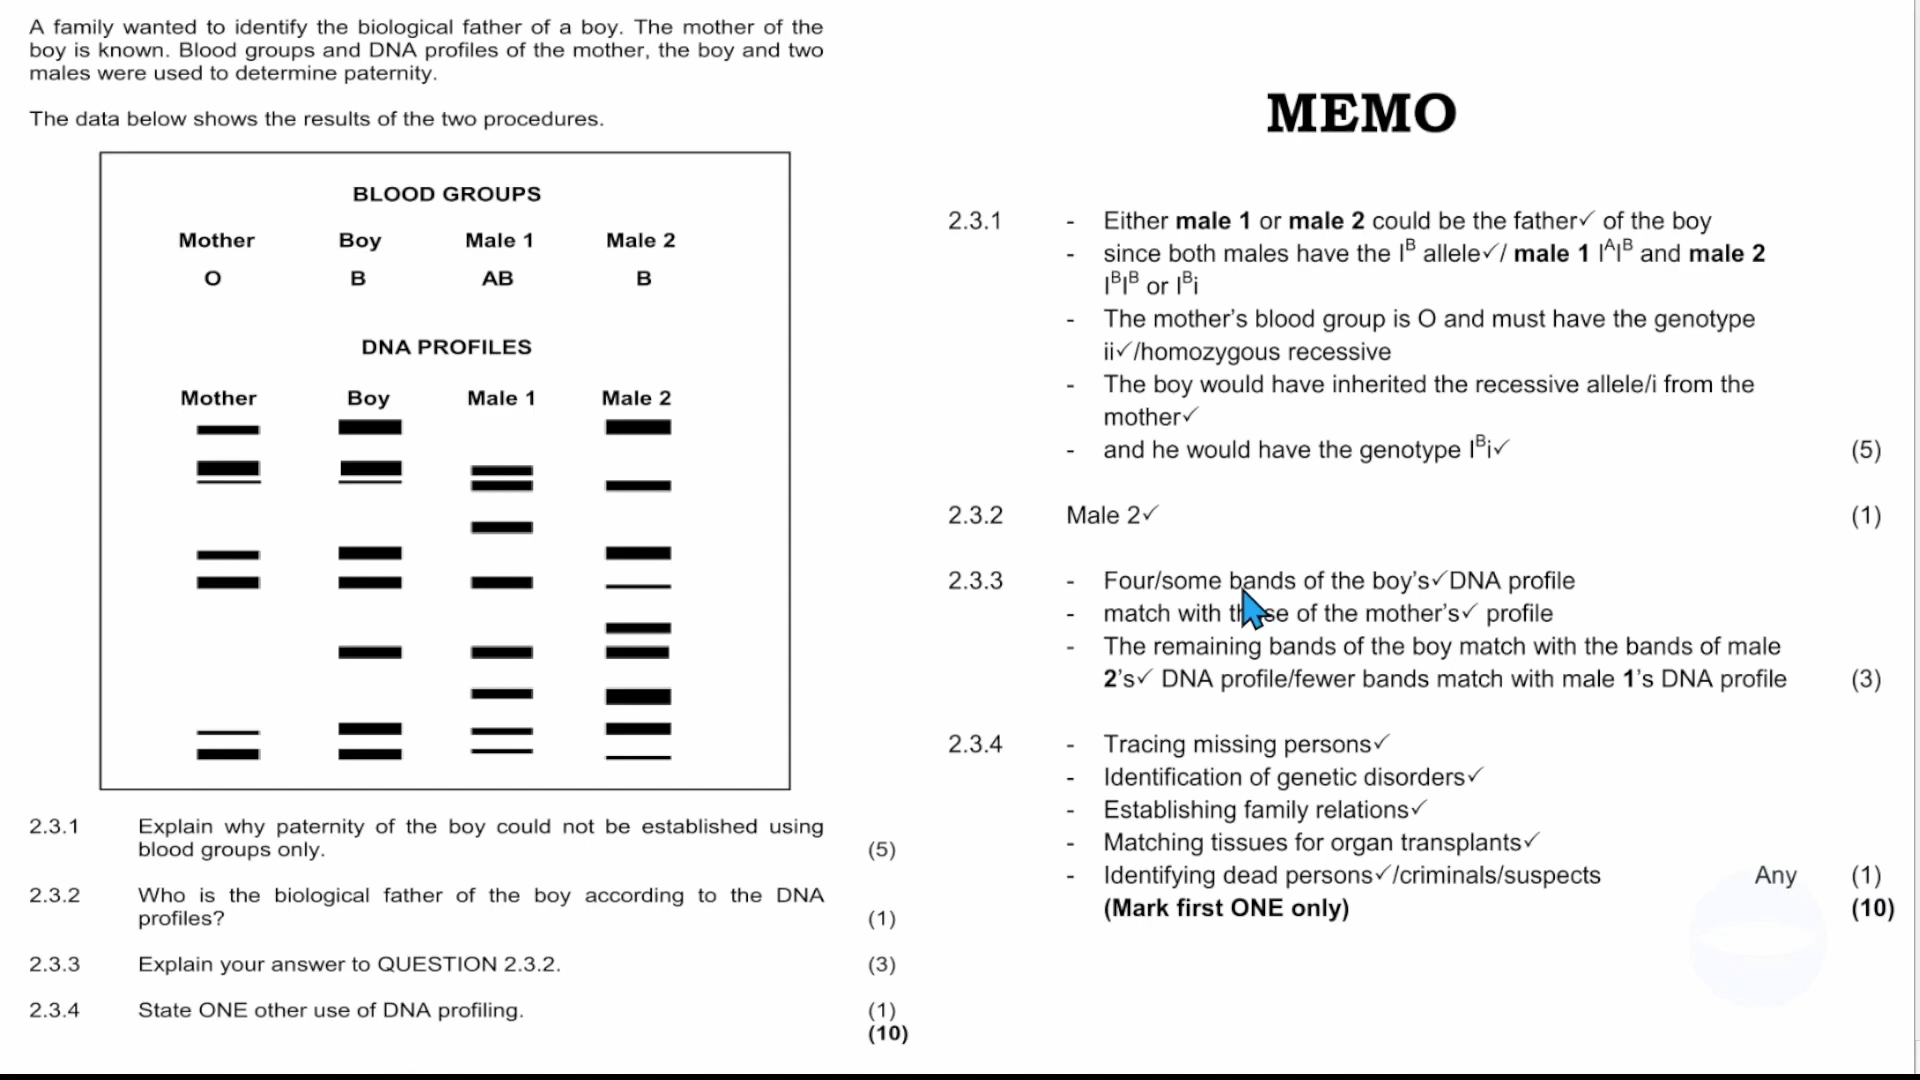 A family wanted to identify the biological father of a boy. The mother of the
boy is known. Blood groups and DNA profiles of the mother, the boy and two
males were used to determine paternity.
The data below shows the results of the two procedures.
BLOOD GROUPS
Mother Boy Male 1 Male 2
O B AB B
DNA PROFILES
Mother Boy Male 1 Male 2
2.3.1 Explain why paternity of the boy could not be established using
blood groups only. (5)
2.3.2 Who is the biological father of the boy according to the DNA
profiles? (1)
2.3.3 Explain your answer to QUESTION 2.3.2. (3)
2.3.4 State ONE other use of DNA profiling. (1)
(10)
MEMO
2.3.1 - Either male 1 or male 2 could be the father✓ of the boy
- since both males have the Iᴮ allele✓/ male 1 IᴬIᴮ and male 2
IᴮIᴮ or Iᴮi
- The mother's blood group is O and must have the genotype
ii✓/homozygous recessive
- The boy would have inherited the recessive allele/i from the
mother✓
- and he would have the genotype Iᴮi✓ (5)
2.3.2 Male 2✓ (1)
2.3.3 - Four/some bands of the boy's✓DNA profile
- match with those of the mother's✓ profile
- The remaining bands of the boy match with the bands of male
2's✓ DNA profile/fewer bands match with male 1's DNA profile (3)
2.3.4 - Tracing missing persons✓
- Identification of genetic disorders✓
- Establishing family relations✓
- Matching tissues for organ transplants✓
- Identifying dead persons✓/criminals/suspects Any (1)
(Mark first ONE only) (10)